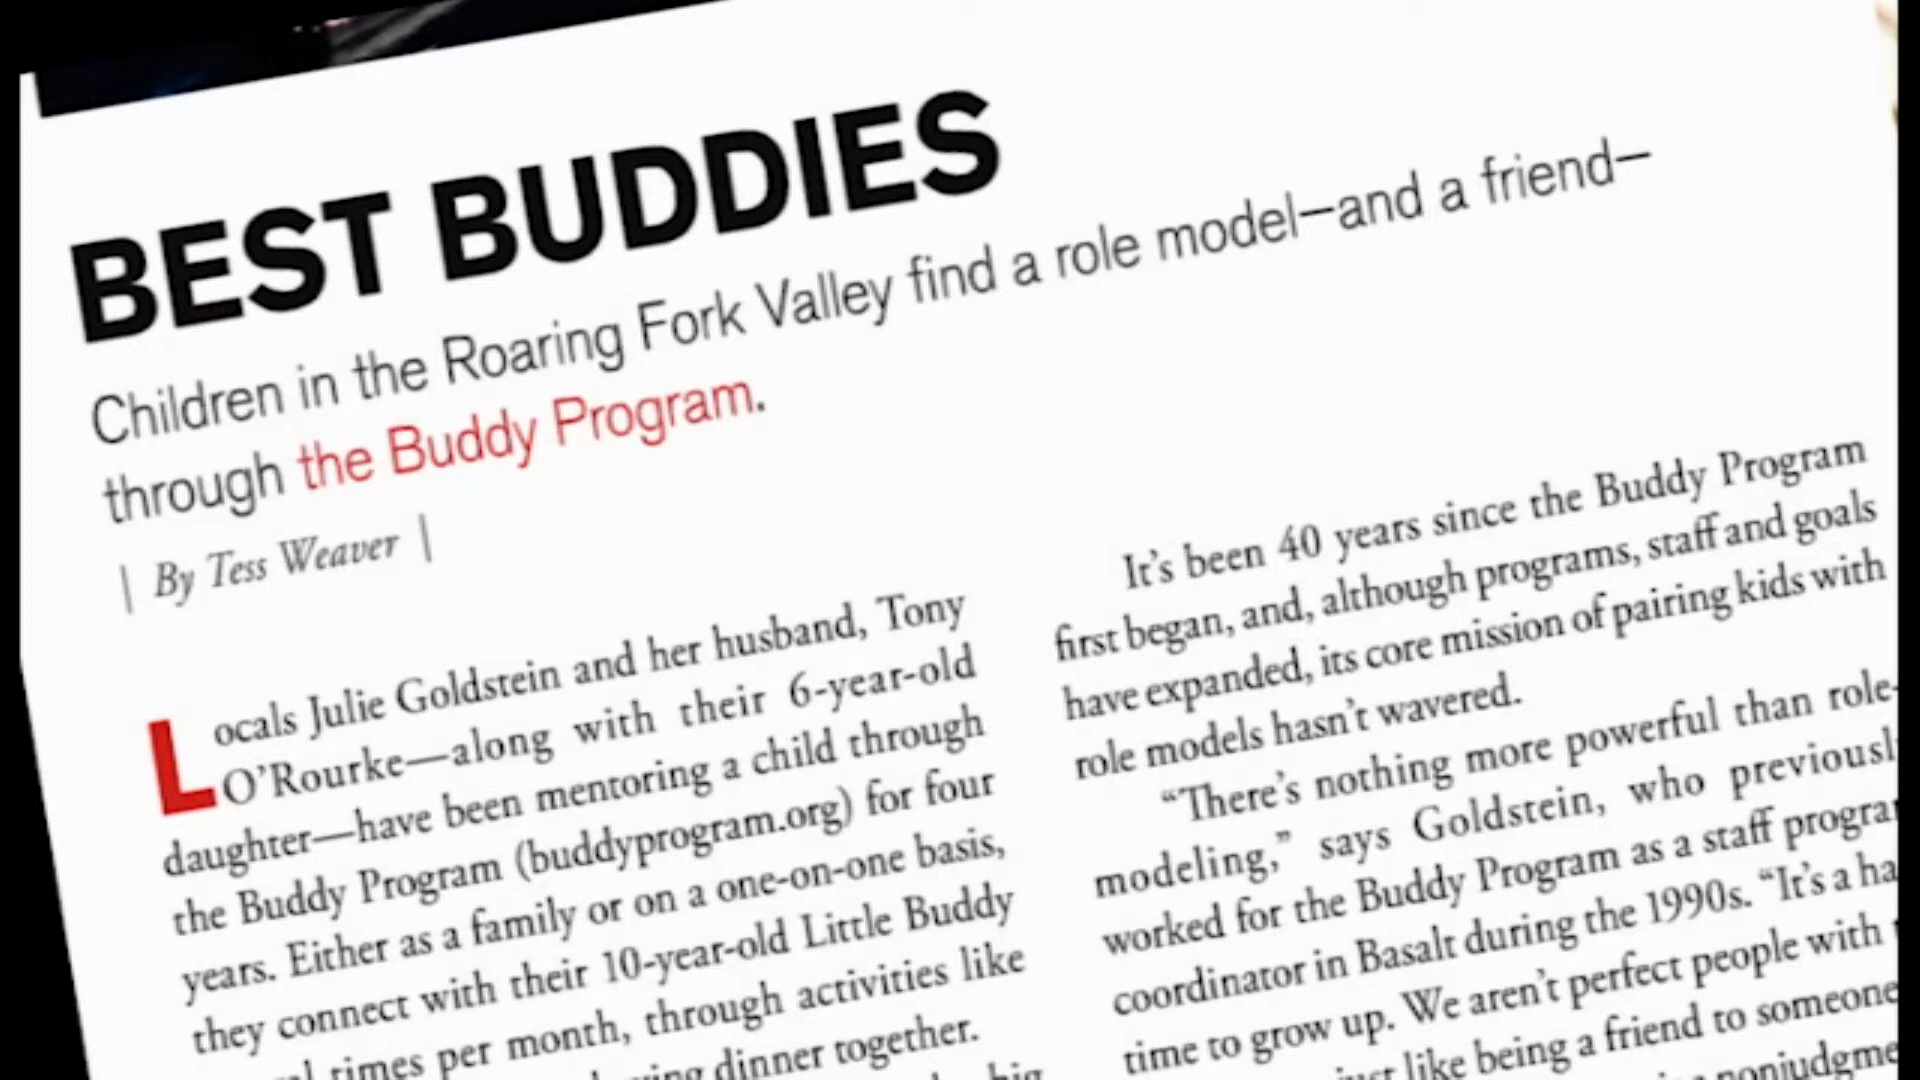 BEST BUDDIES
Children in the Roaring Fork Valley find a role model—and a friend—
through the Buddy Program.
| By Tess Weaver |
Locals Julie Goldstein and her husband, Tony
O’Rourke—along with their 6-year-old
daughter—have been mentoring a child through
the Buddy Program (buddyprogram.org) for four
years. Either as a family or on a one-on-one basis,
they connect with their 10-year-old Little Buddy
times per month, through activities like
dinner together.
big
It’s been 40 years since the Buddy Program
first began, and, although programs, staff and goals
have expanded, its core mission of pairing kids with
role models hasn’t wavered.
“There’s nothing more powerful than role-
modeling,” says Goldstein, who
worked for the Buddy Program as a staff
coordinator in Basalt during the 1990s. “It’s a
time to grow up. We aren’t perfect people with
just like being a friend to someone